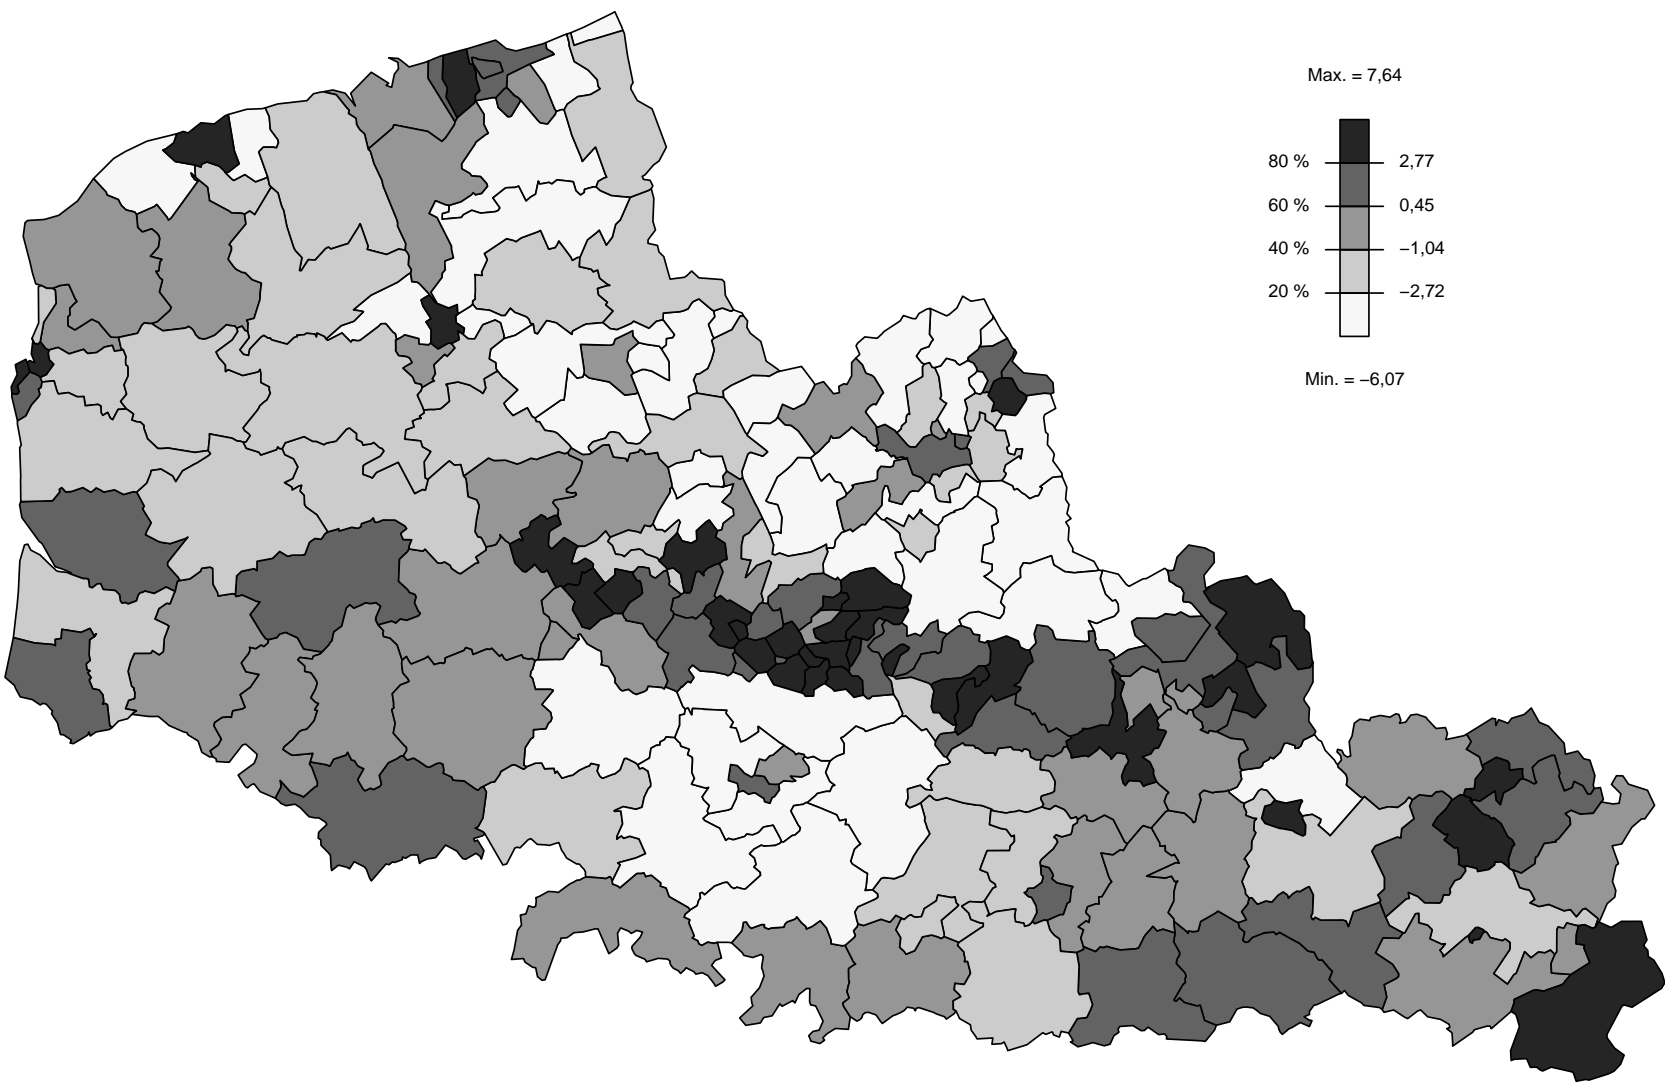 Max. = 7,64
80 % 2,77
60 % 0,45
40 % −1,04
20 % −2,72
Min. = −6,07